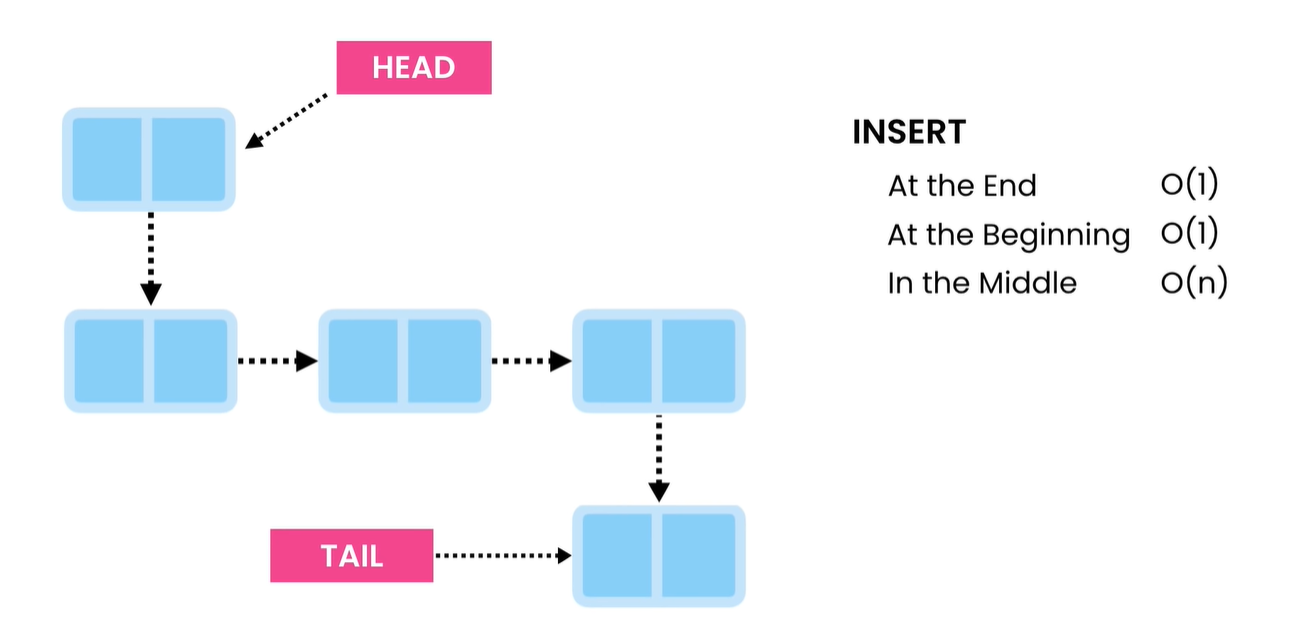 HEAD
INSERT
At the End O(1)
At the Beginning O(1)
In the Middle O(n)
TAIL